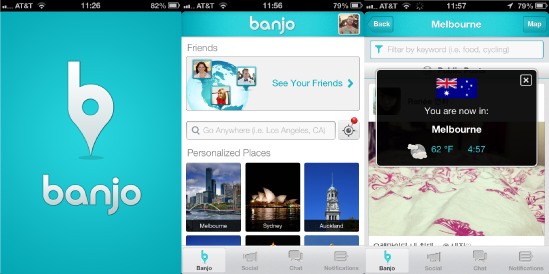 AT&T 11:26 82%
banjo
AT&T 11:56 79%
banjo
Friends
See Your Friends
Go Anywhere (i.e. Los Angeles, CA)
Personalized Places
Melbourne
Sydney
Auckland
Banjo
Social
Chat
Notifications
AT&T 11:57 79%
Back
Melbourne
Map
Filter by keyword (i.e. food, cycling)
You are now in:
Melbourne
62 °F 4:57
Banjo
Social
Chat
Notifications